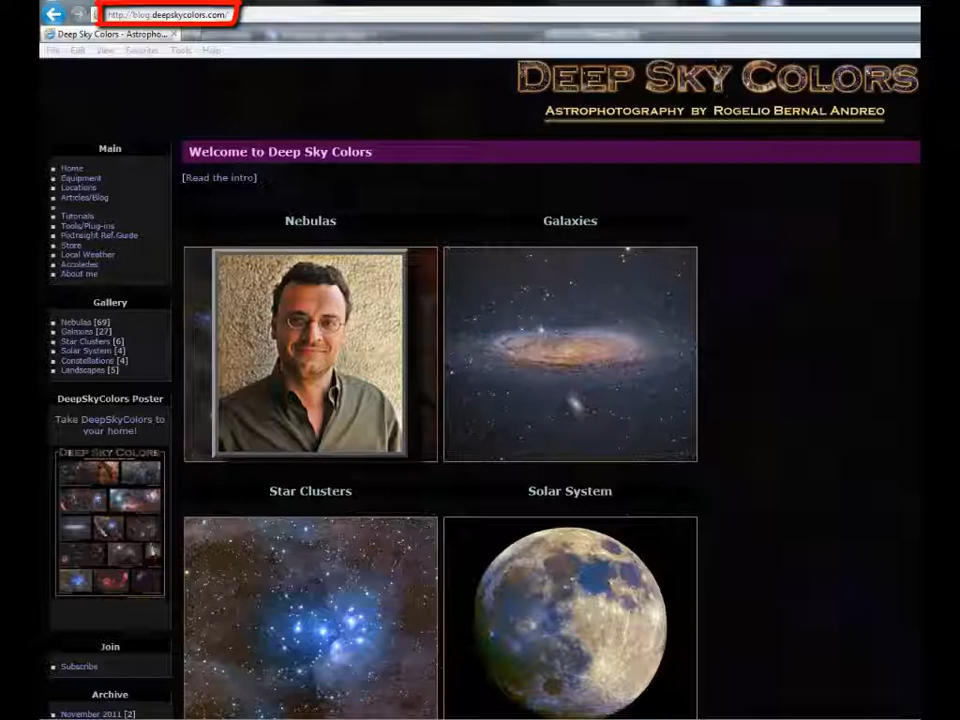 http://blog.deepskycolors.com/
Deep Sky Colors - Astropho...
File Edit View Favorites Tools Help
DEEP SKY COLORS
ASTROPHOTOGRAPHY BY ROGELIO BERNAL ANDREO
Main
Home
Equipment
Locations
Articles/Blog
Tutorials
Tools/Plug-ins
PixInsight Ref.Guide
Store
Local Weather
Accolades
About me
Gallery
Nebulas [69]
Galaxies [27]
Star Clusters [6]
Solar System [4]
Constellations [4]
Landscapes [5]
DeepSkyColors Poster
Take DeepSkyColors to
your home!
DEEP SKY COLORS
Join
Subscribe
Archive
November 2011 [2]
Welcome to Deep Sky Colors
[Read the intro]
Nebulas
Galaxies
Star Clusters
Solar System